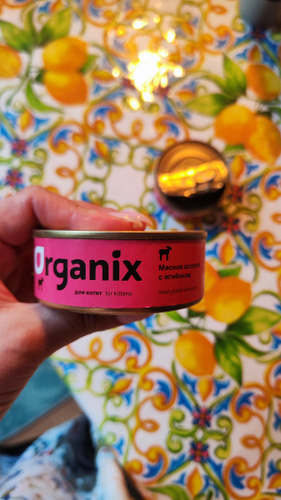 Organix
для котят for kittens
Мясное ассорти
с ягнёнком